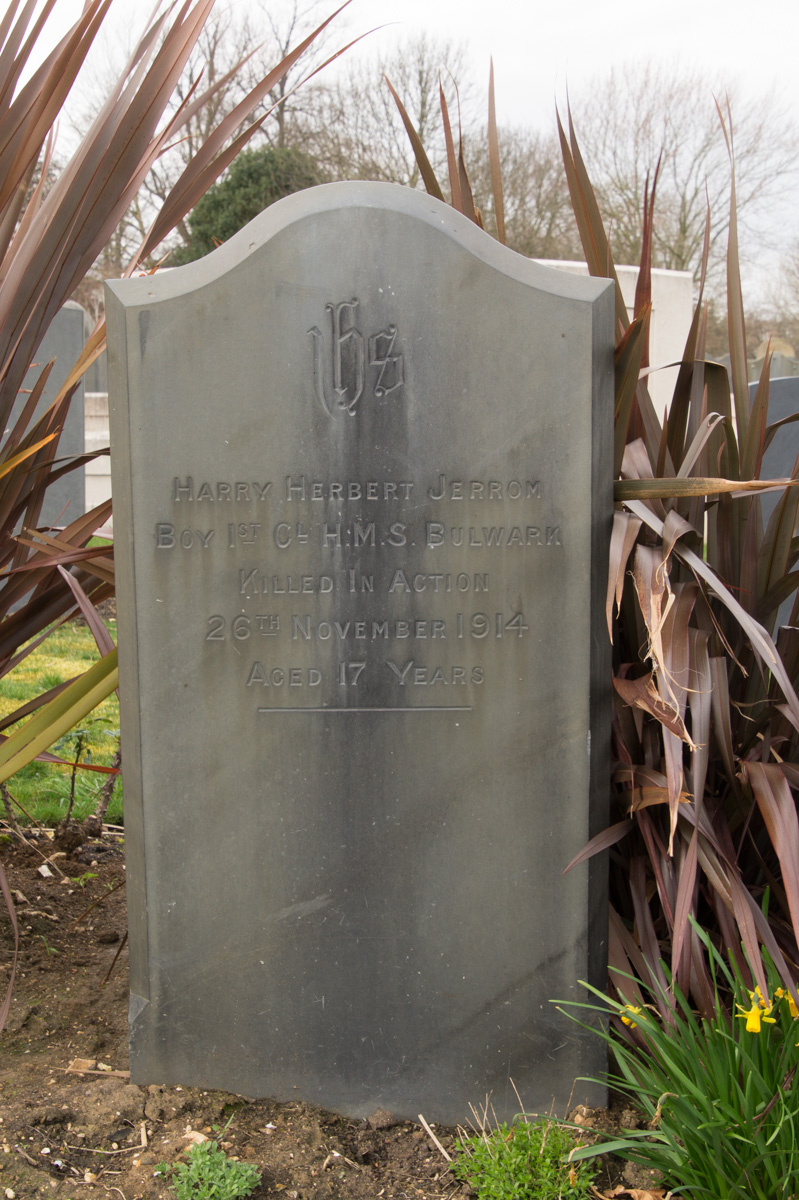 IHS
HARRY HERBERT JERROM
BOY 1ST CL H.M.S. BULWARK
KILLED IN ACTION
26TH NOVEMBER 1914
AGED 17 YEARS